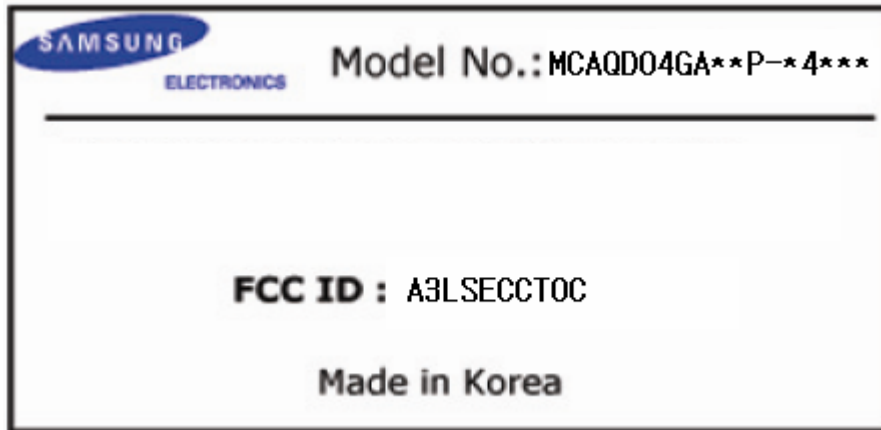 SAMSUNG
ELECTRONICS
Model No.:MCAQD04GA**P-*4***
FCC ID : A3LSECCTOC
Made in Korea